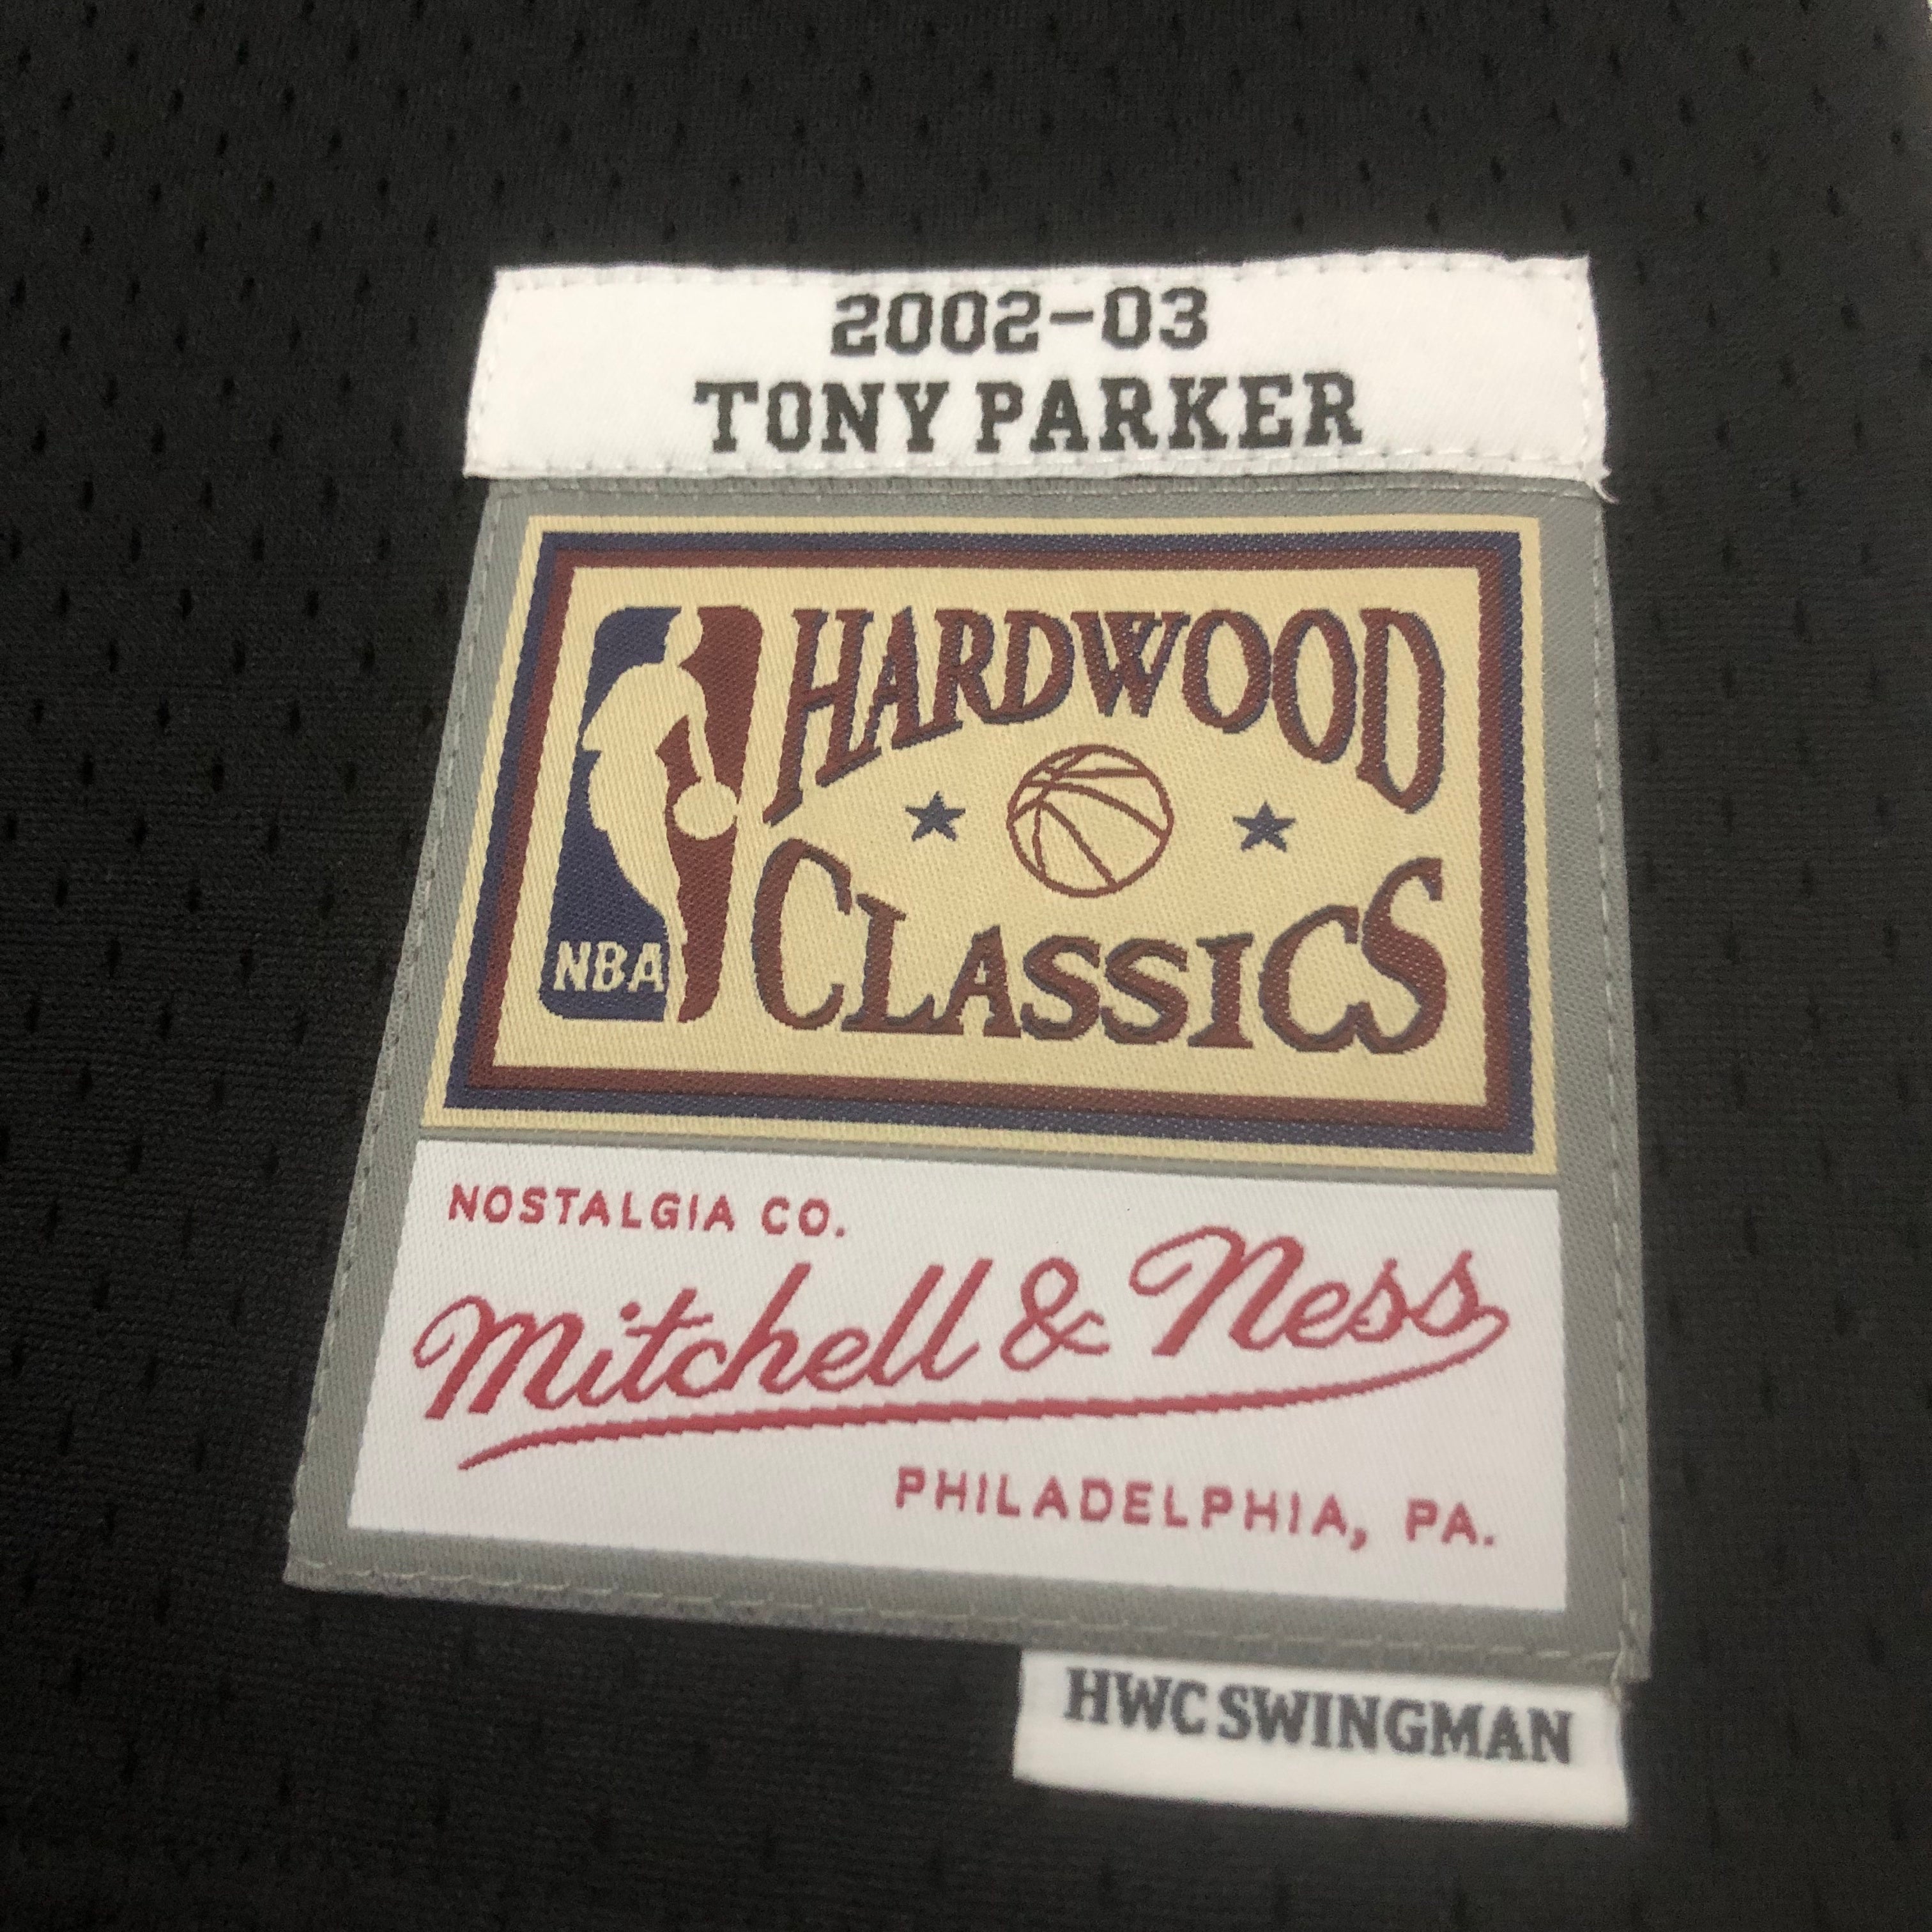 2002-03
TONY PARKER
HARDWOOD
CLASSICS
NBA
NOSTALGIA CO.
Mitchell & Ness
PHILADELPHIA, PA.
HWC SWINGMAN